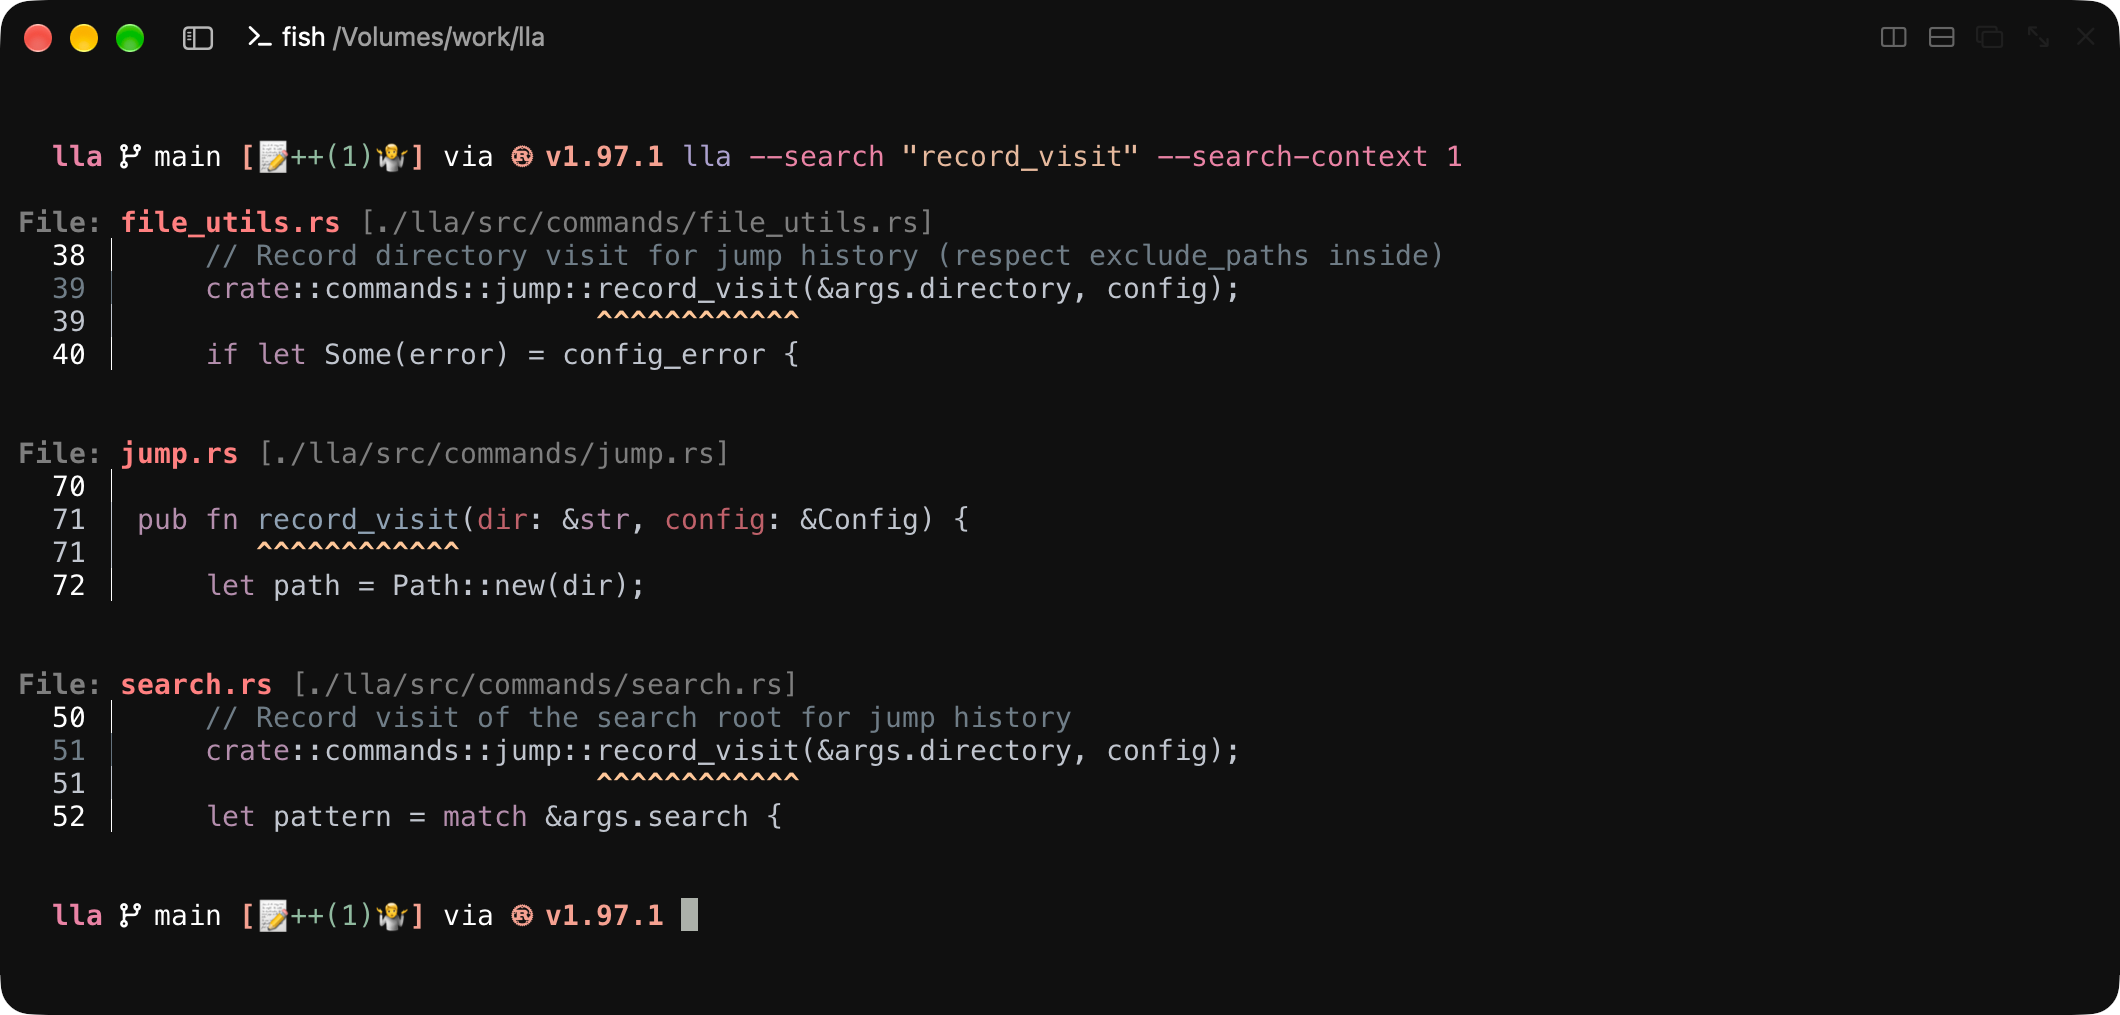 fish /Volumes/work/lla
lla main [📝++(1)🤷] via v1.97.1 lla --search "record_visit" --search-context 1
File: file_utils.rs [./lla/src/commands/file_utils.rs]
38 │     // Record directory visit for jump history (respect exclude_paths inside)
39 │     crate::commands::jump::record_visit(&args.directory, config);
39 │                            ^^^^^^^^^^^^
40 │     if let Some(error) = config_error {
File: jump.rs [./lla/src/commands/jump.rs]
70 │
71 │ pub fn record_visit(dir: &str, config: &Config) {
71 │        ^^^^^^^^^^^^
72 │     let path = Path::new(dir);
File: search.rs [./lla/src/commands/search.rs]
50 │     // Record visit of the search root for jump history
51 │     crate::commands::jump::record_visit(&args.directory, config);
51 │                            ^^^^^^^^^^^^
52 │     let pattern = match &args.search {
lla main [📝++(1)🤷] via v1.97.1